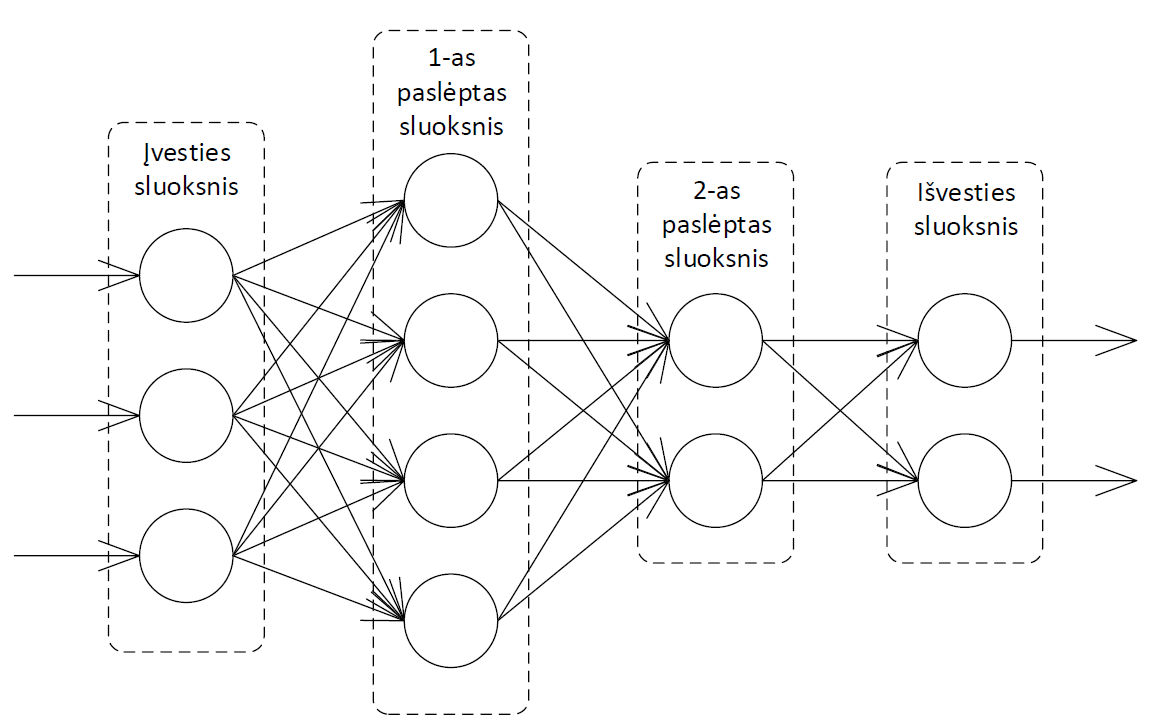 Įvesties
sluoksnis
1-as
paslėptas
sluoksnis
2-as
paslėptas
sluoksnis
Išvesties
sluoksnis